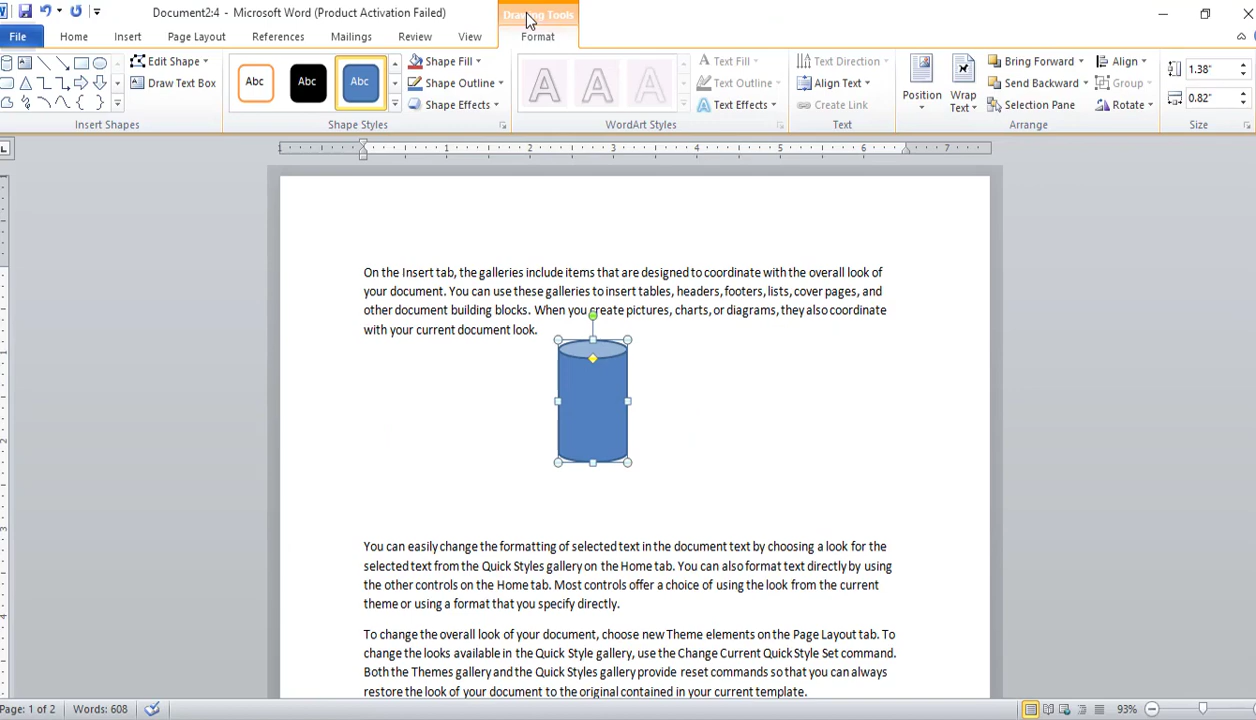 Document2:4 - Microsoft Word (Product Activation Failed)
Drawing Tools
File Home Insert Page Layout References Mailings Review View Format
Edit Shape
Draw Text Box
Insert Shapes
Abc Abc Abc
Shape Fill
Shape Outline
Shape Effects
Shape Styles
A A A
Text Fill
Text Outline
Text Effects
WordArt Styles
Text Direction
Align Text
Create Link
Text
Position
Wrap
Text
Bring Forward
Send Backward
Selection Pane
Align
Group
Rotate
Arrange
1.38"
0.82"
Size
1 2 3 4 5 6 7
On the Insert tab, the galleries include items that are designed to coordinate with the overall look of
your document. You can use these galleries to insert tables, headers, footers, lists, cover pages, and
other document building blocks. When you create pictures, charts, or diagrams, they also coordinate
with your current document look.
You can easily change the formatting of selected text in the document text by choosing a look for the
selected text from the Quick Styles gallery on the Home tab. You can also format text directly by using
the other controls on the Home tab. Most controls offer a choice of using the look from the current
theme or using a format that you specify directly.
To change the overall look of your document, choose new Theme elements on the Page Layout tab. To
change the looks available in the Quick Style gallery, use the Change Current Quick Style Set command.
Both the Themes gallery and the Quick Styles gallery provide reset commands so that you can always
restore the look of your document to the original contained in your current template.
Page: 1 of 2 Words: 608 93%